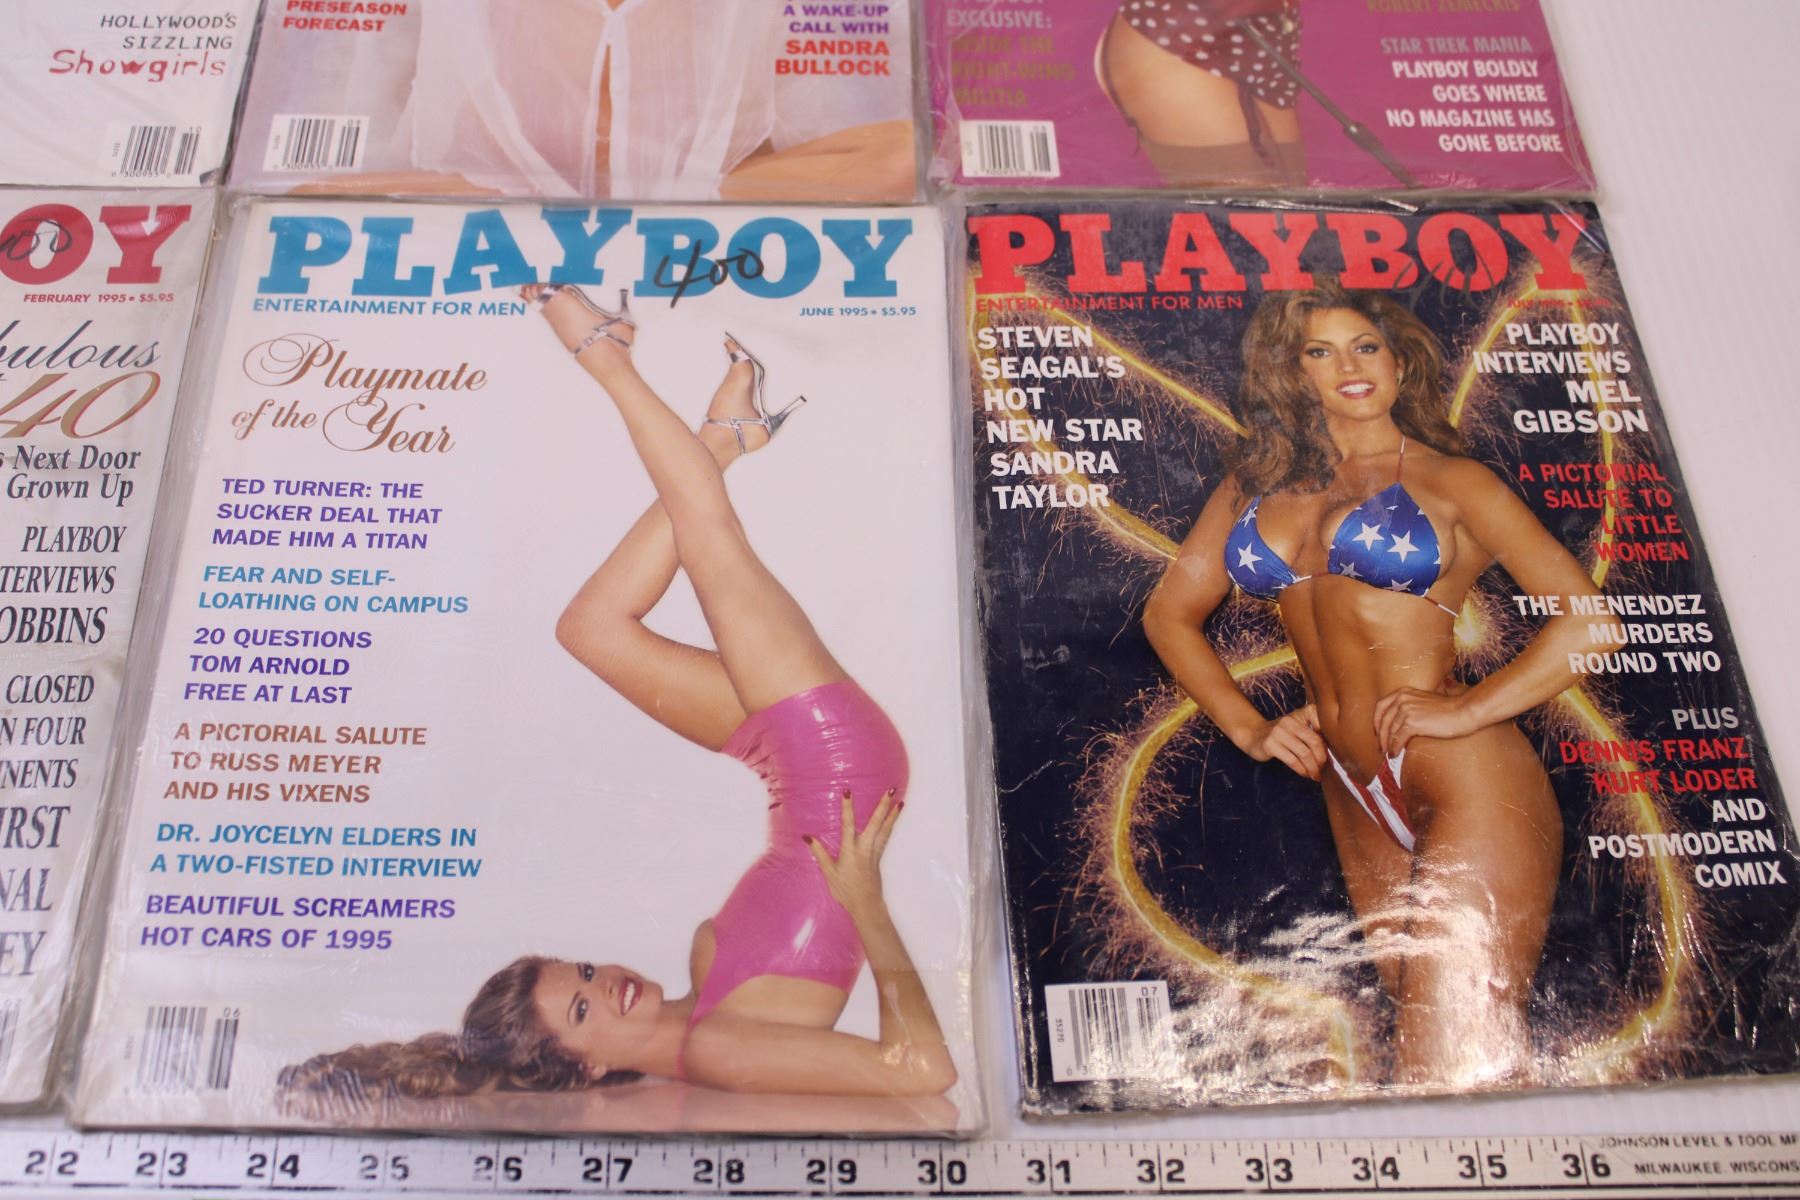 HOLLYWOOD'S
SIZZLING
Showgirls
PRESEASON
FORECAST
A WAKE-UP
CALL WITH
SANDRA
BULLOCK
EXCLUSIVE:
INSIDE THE
RIGHT-WING
MILITIA
ROBERT ZEMECKIS
STAR TREK MANIA
PLAYBOY BOLDLY
GOES WHERE
NO MAGAZINE HAS
GONE BEFORE
OY
FEBRUARY 1995 • $5.95
bulous
40
s Next Door
Grown Up
PLAYBOY
TERVIEWS
OBBINS
CLOSED
N FOUR
NENTS
IRST
NAL
EY
PLAYBOY
400
ENTERTAINMENT FOR MEN
JUNE 1995 • $5.95
Playmate
of the Year
TED TURNER: THE
SUCKER DEAL THAT
MADE HIM A TITAN
FEAR AND SELF-
LOATHING ON CAMPUS
20 QUESTIONS
TOM ARNOLD
FREE AT LAST
A PICTORIAL SALUTE
TO RUSS MEYER
AND HIS VIXENS
DR. JOYCELYN ELDERS IN
A TWO-FISTED INTERVIEW
BEAUTIFUL SCREAMERS
HOT CARS OF 1995
06
PLAYBOY
ENTERTAINMENT FOR MEN
STEVEN
SEAGAL'S
HOT
NEW STAR
SANDRA
TAYLOR
PLAYBOY
INTERVIEWS
MEL
GIBSON
A PICTORIAL
SALUTE TO
LITTLE
WOMEN
THE MENENDEZ
MURDERS
ROUND TWO
PLUS
DENNIS FRANZ
KURT LODER
AND
POSTMODERN
COMIX
07
35270
22 23 24 25 26 27 28 29 30 31 32 33 34 35 36
JOHNSON LEVEL & TOOL MF
MILWAUKEE, WISCONS